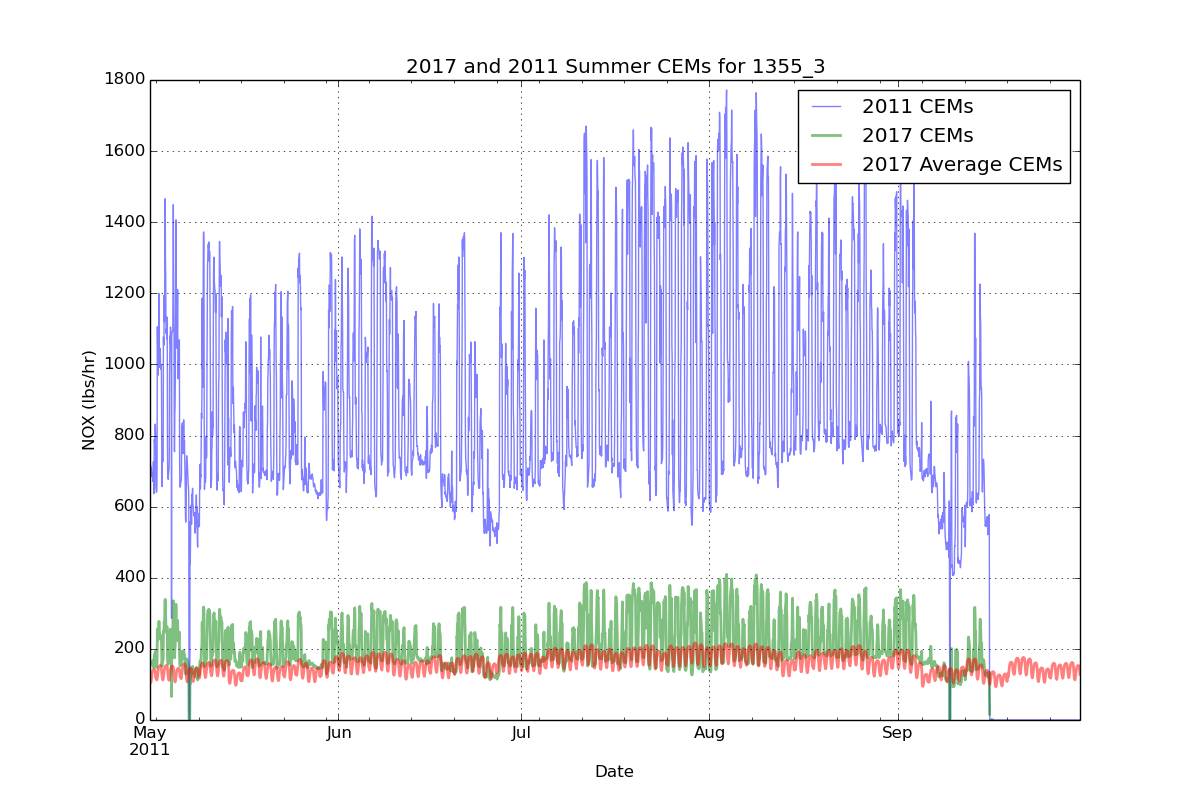 2017 and 2011 Summer CEMs for 1355_3
1800
1600
1400
1200
1000
800
600
400
200
0
NOX (lbs/hr)
2011 CEMs
2017 CEMs
2017 Average CEMs
May
2011
Jun
Jul
Aug
Sep
Date